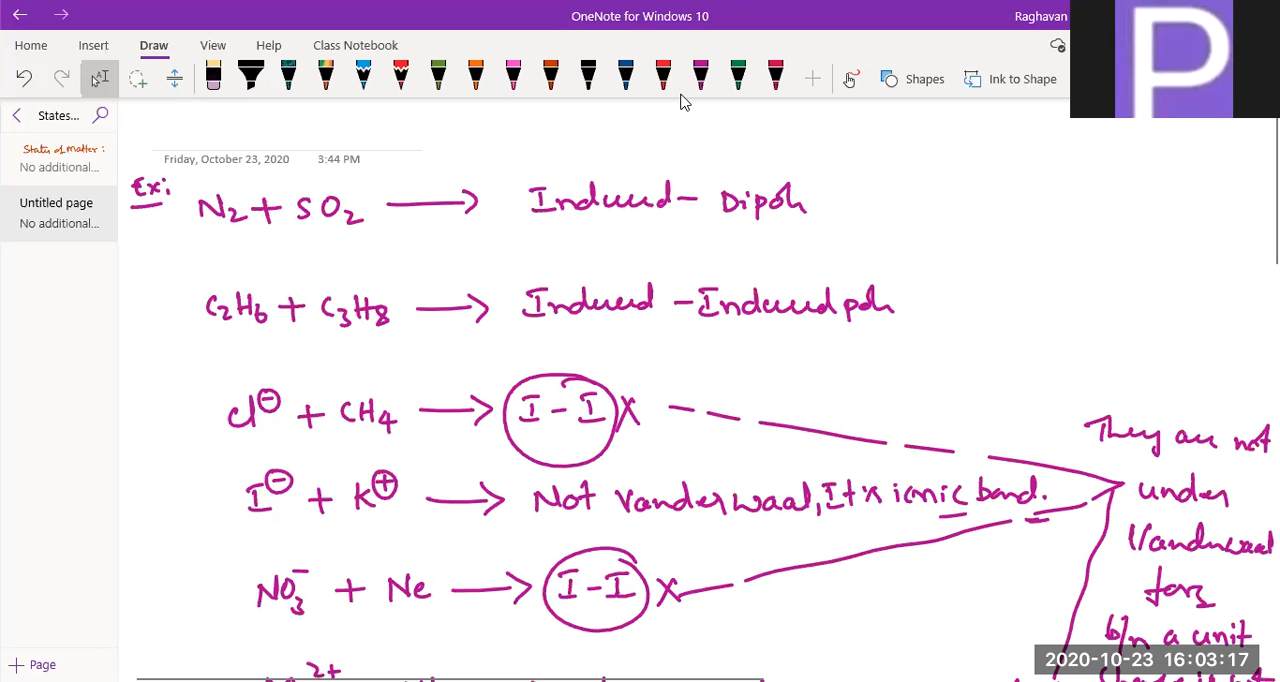 OneNote for Windows 10
Raghavan
Home Insert Draw View Help Class Notebook
Shapes Ink to Shape
States...
State of Matter :
No additional...
Untitled page
No additional...
Page
P
Friday, October 23, 2020 3:44 PM
Ex:
N2 + SO2 → Induced - Dipole
C2H6 + C3H8 → Induced - Induced pole
Cl⊖ + CH4 → I - I X
I⊖ + K⊕ → Not vanderwaal, It x ionic bond.
NO3⁻ + Ne → I - I X
2+
They are not
under
Vanderwaal
b/n a unit
2020-10-23 16:03:17